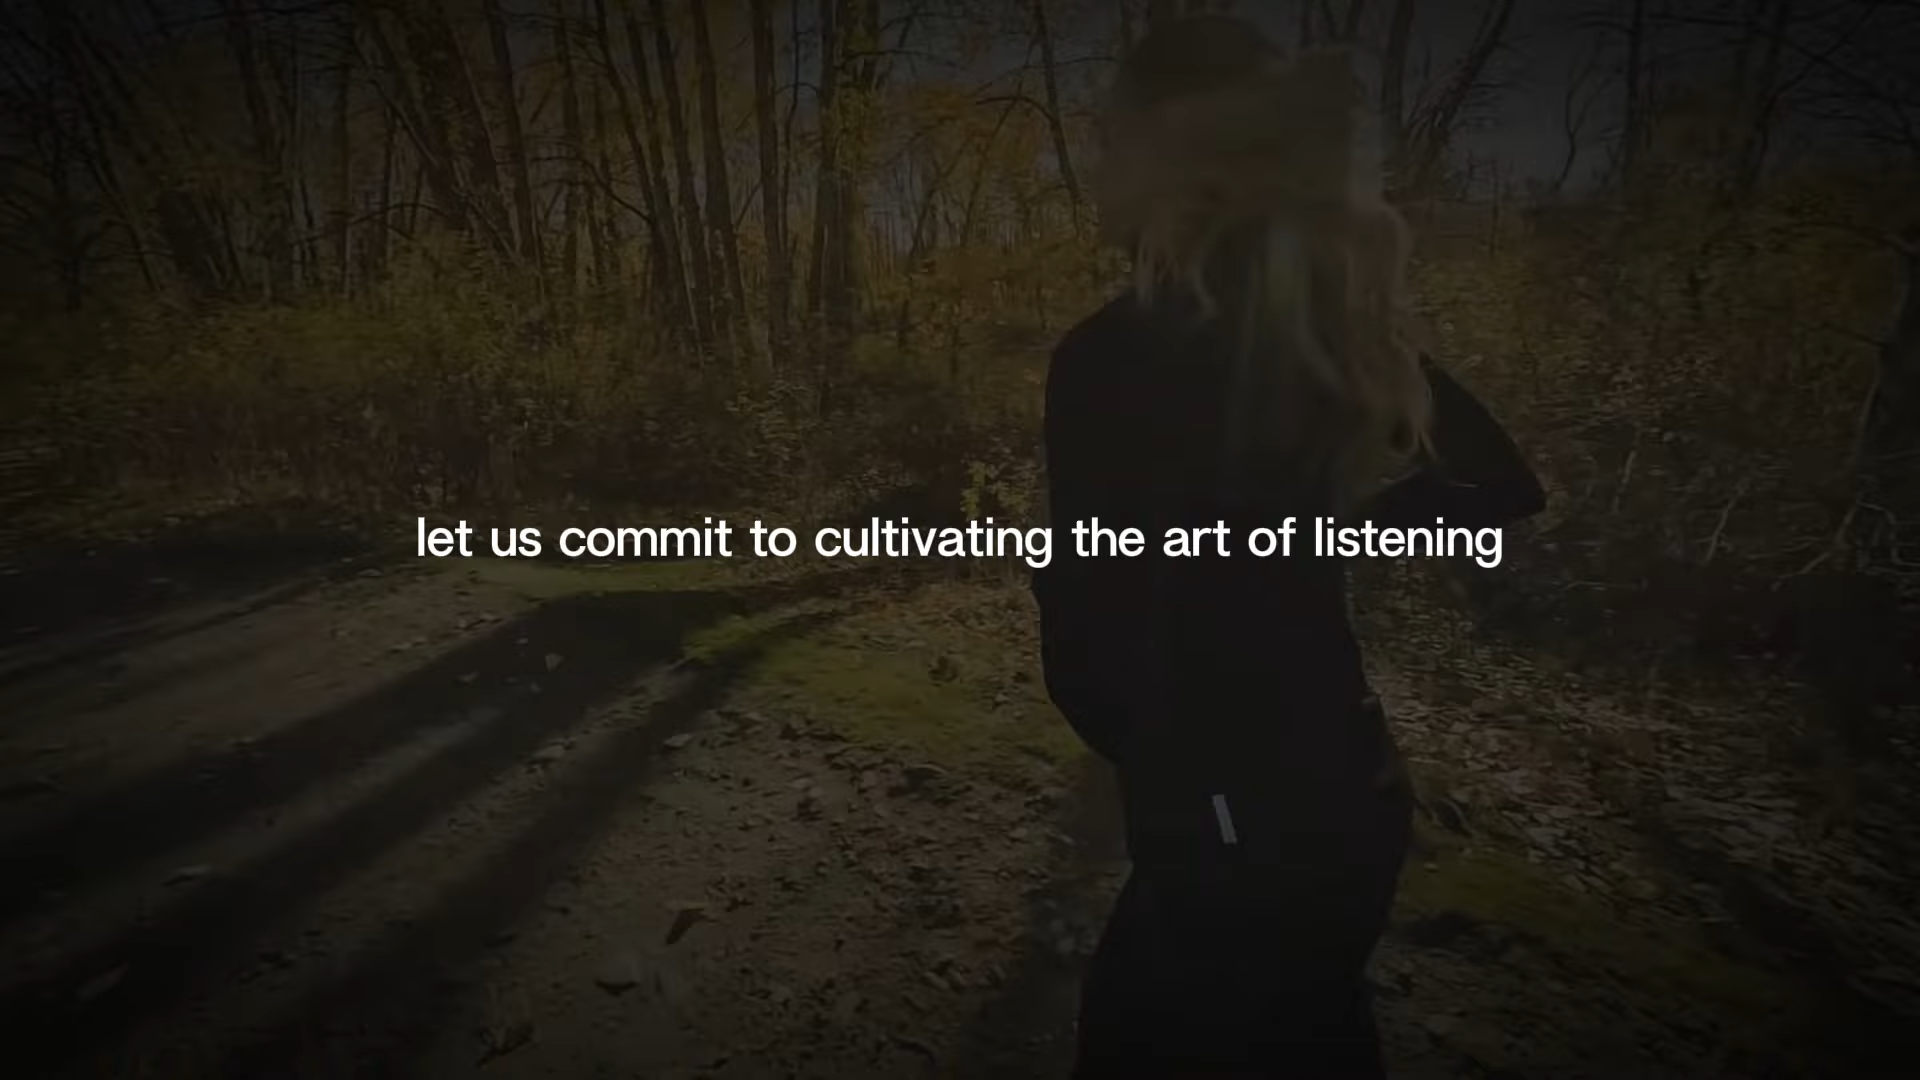 let us commit to cultivating the art of listening